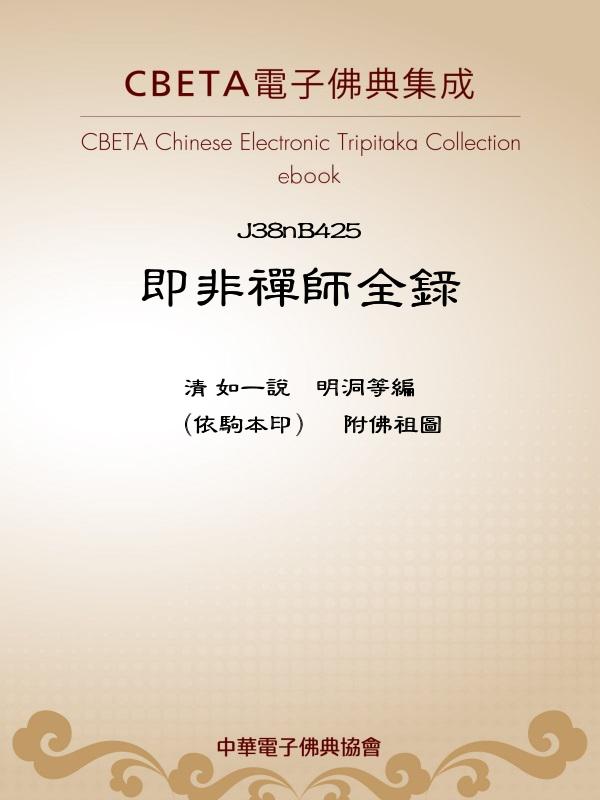 CBETA電子佛典集成
CBETA Chinese Electronic Tripitaka Collection
ebook
J38nB425
即非禪師全錄
清 如一說　明洞等編
(依駒本印)　附佛祖圖
中華電子佛典協會